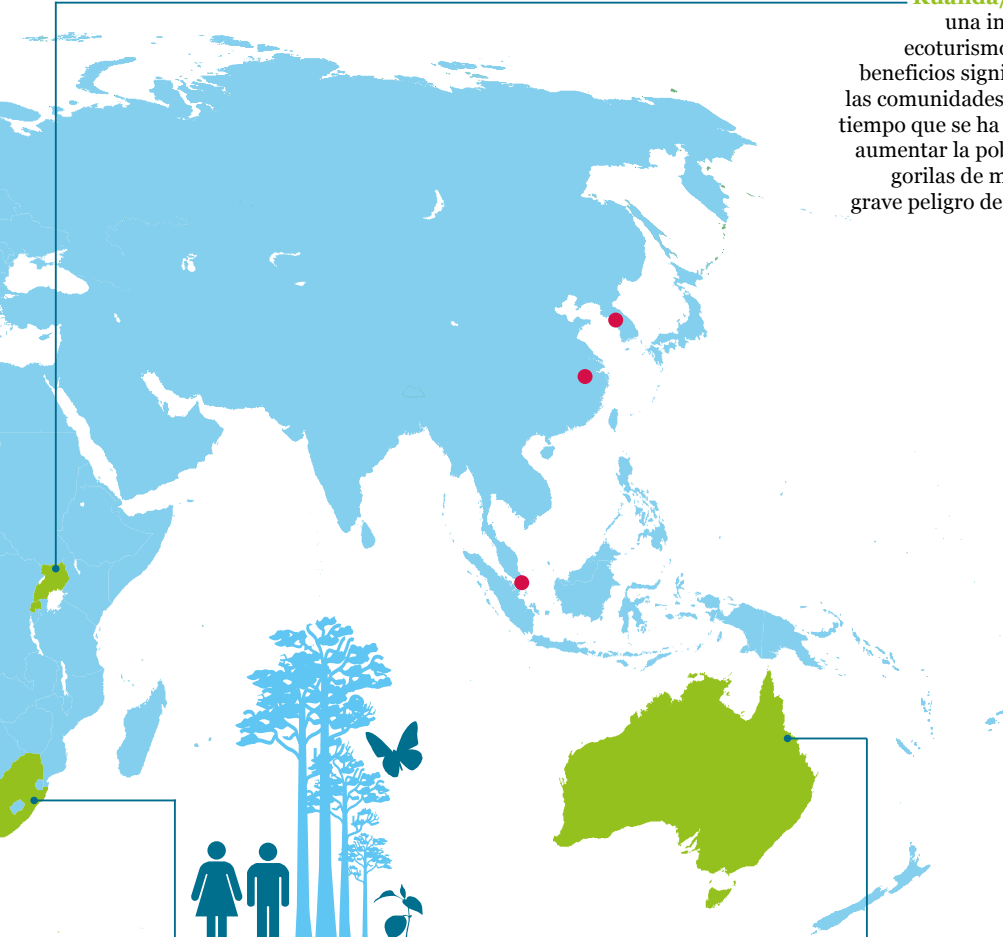 Ruanda/
una in
ecoturismo
beneficios signi
las comunidades
tiempo que se ha
aumentar la pob
gorilas de m
grave peligro de